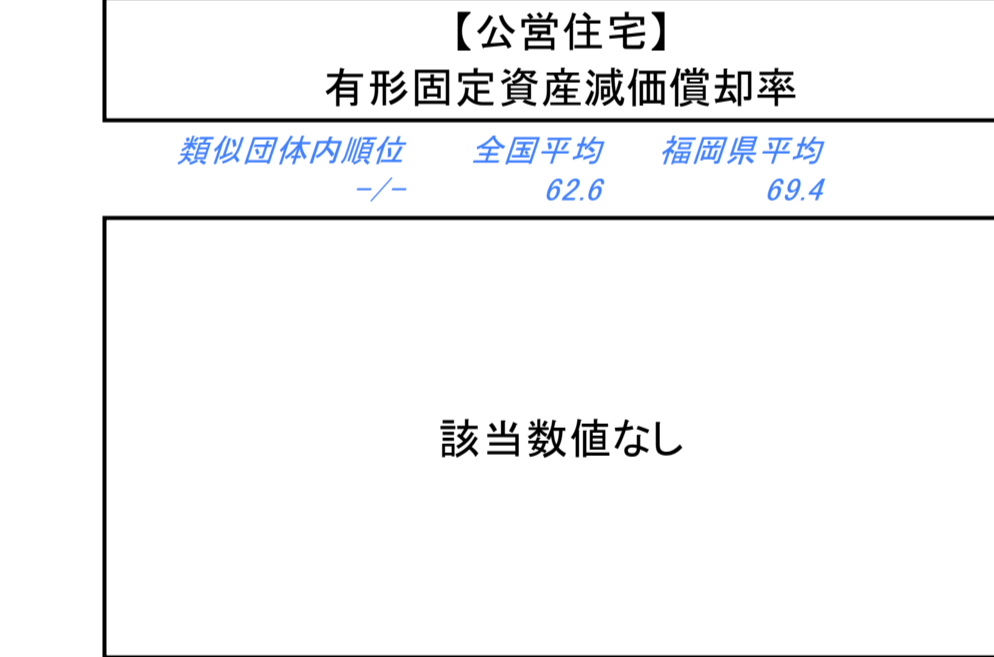 【公営住宅】
有形固定資産減価償却率
類似団体内順位 全国平均 福岡県平均
-/- 62.6 69.4
該当数値なし